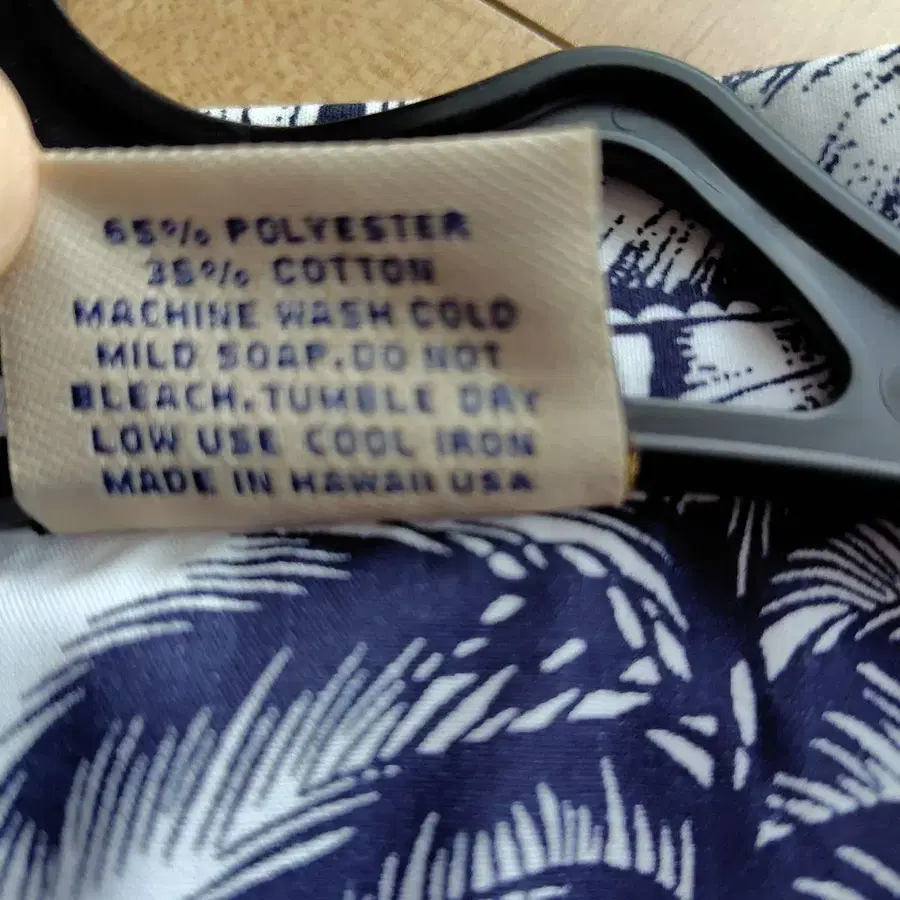 65% POLYESTER
35% COTTON
MACHINE WASH COLD
MILD SOAP.DO NOT
BLEACH.TUMBLE DRY
LOW USE COOL IRON
MADE IN HAWAII USA